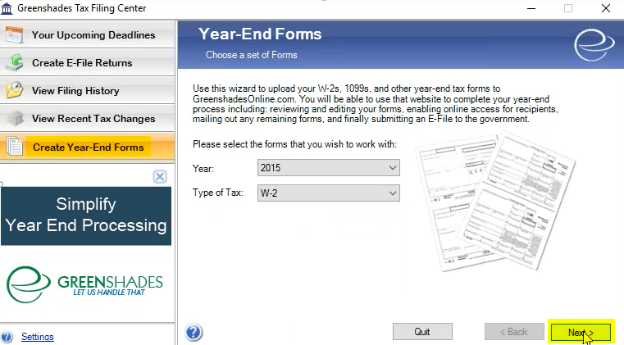 Greenshades Tax Filing Center
Your Upcoming Deadlines
Create E-File Returns
View Filing History
View Recent Tax Changes
Create Year-End Forms
Simplify
Year End Processing
GREENSHADES
LET US HANDLE THAT
Settings
Year-End Forms
Choose a set of Forms
Use this wizard to upload your W-2s, 1099s, and other year-end tax forms to
GreenshadesOnline.com. You will be able to use that website to complete your year-end
process including: reviewing and editing your forms, enabling online access for recipients,
mailing out any remaining forms, and finally submitting an E-File to the government.
Please select the forms that you wish to work with:
Year: 2015
Type of Tax: W-2
Quit
< Back
Next >